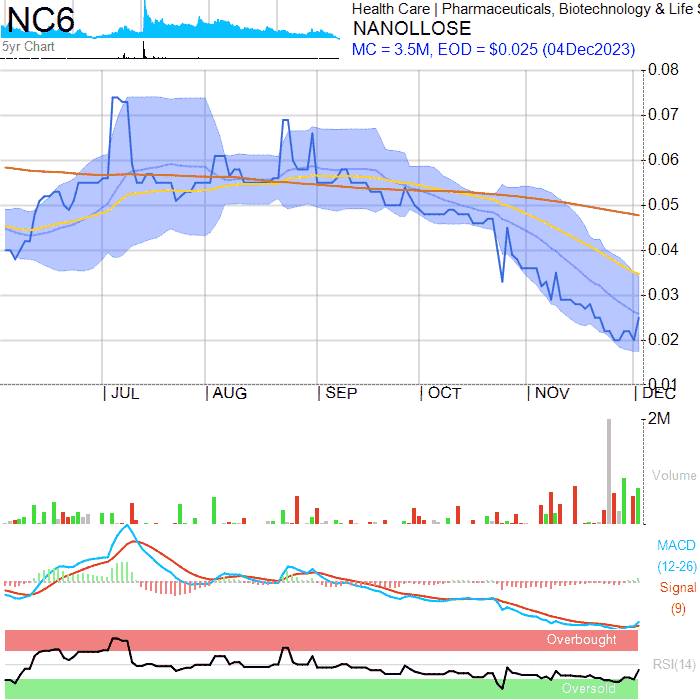 NC6
5yr Chart
Health Care | Pharmaceuticals, Biotechnology & Life
NANOLLOSE
MC = 3.5M, EOD = $0.025 (04Dec2023)
0.08
0.07
0.06
0.05
0.04
0.03
0.02
0.01
JUL AUG SEP OCT NOV DEC
2M
Volume
MACD
(12-26)
Signal
(9)
Overbought
RSI(14)
Oversold